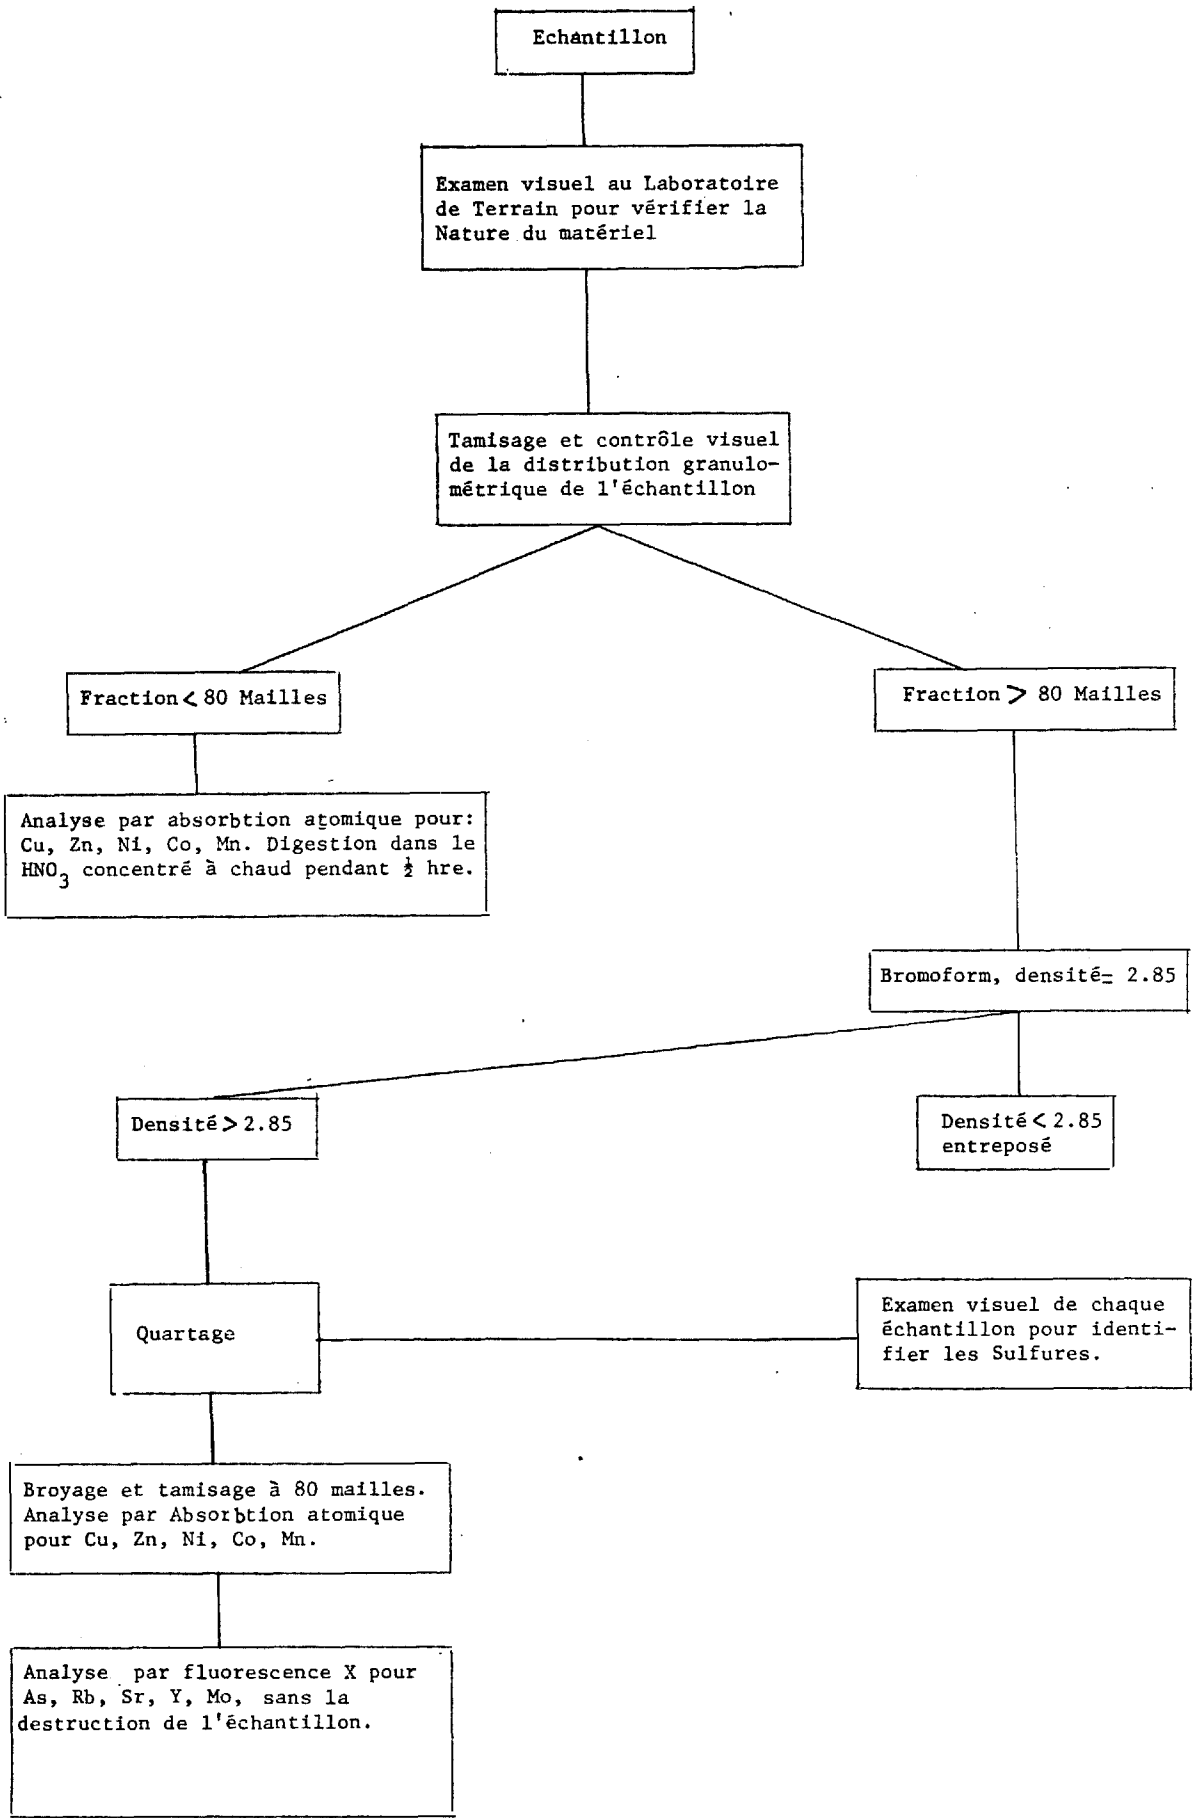 Echantillon
Examen visuel au Laboratoire
de Terrain pour vérifier la
Nature du matériel
Tamisage et contrôle visuel
de la distribution granulo-
métrique de l'échantillon
Fraction < 80 Mailles
Fraction > 80 Mailles
Analyse par absorbtion atomique pour:
Cu, Zn, Ni, Co, Mn. Digestion dans le
HNO3 concentré à chaud pendant ½ hre.
Bromoform, densité= 2.85
Densité > 2.85
Densité < 2.85
entreposé
Quartage
Examen visuel de chaque
échantillon pour identi-
fier les Sulfures.
Broyage et tamisage à 80 mailles.
Analyse par Absorbtion atomique
pour Cu, Zn, Ni, Co, Mn.
Analyse par fluorescence X pour
As, Rb, Sr, Y, Mo, sans la
destruction de l'échantillon.